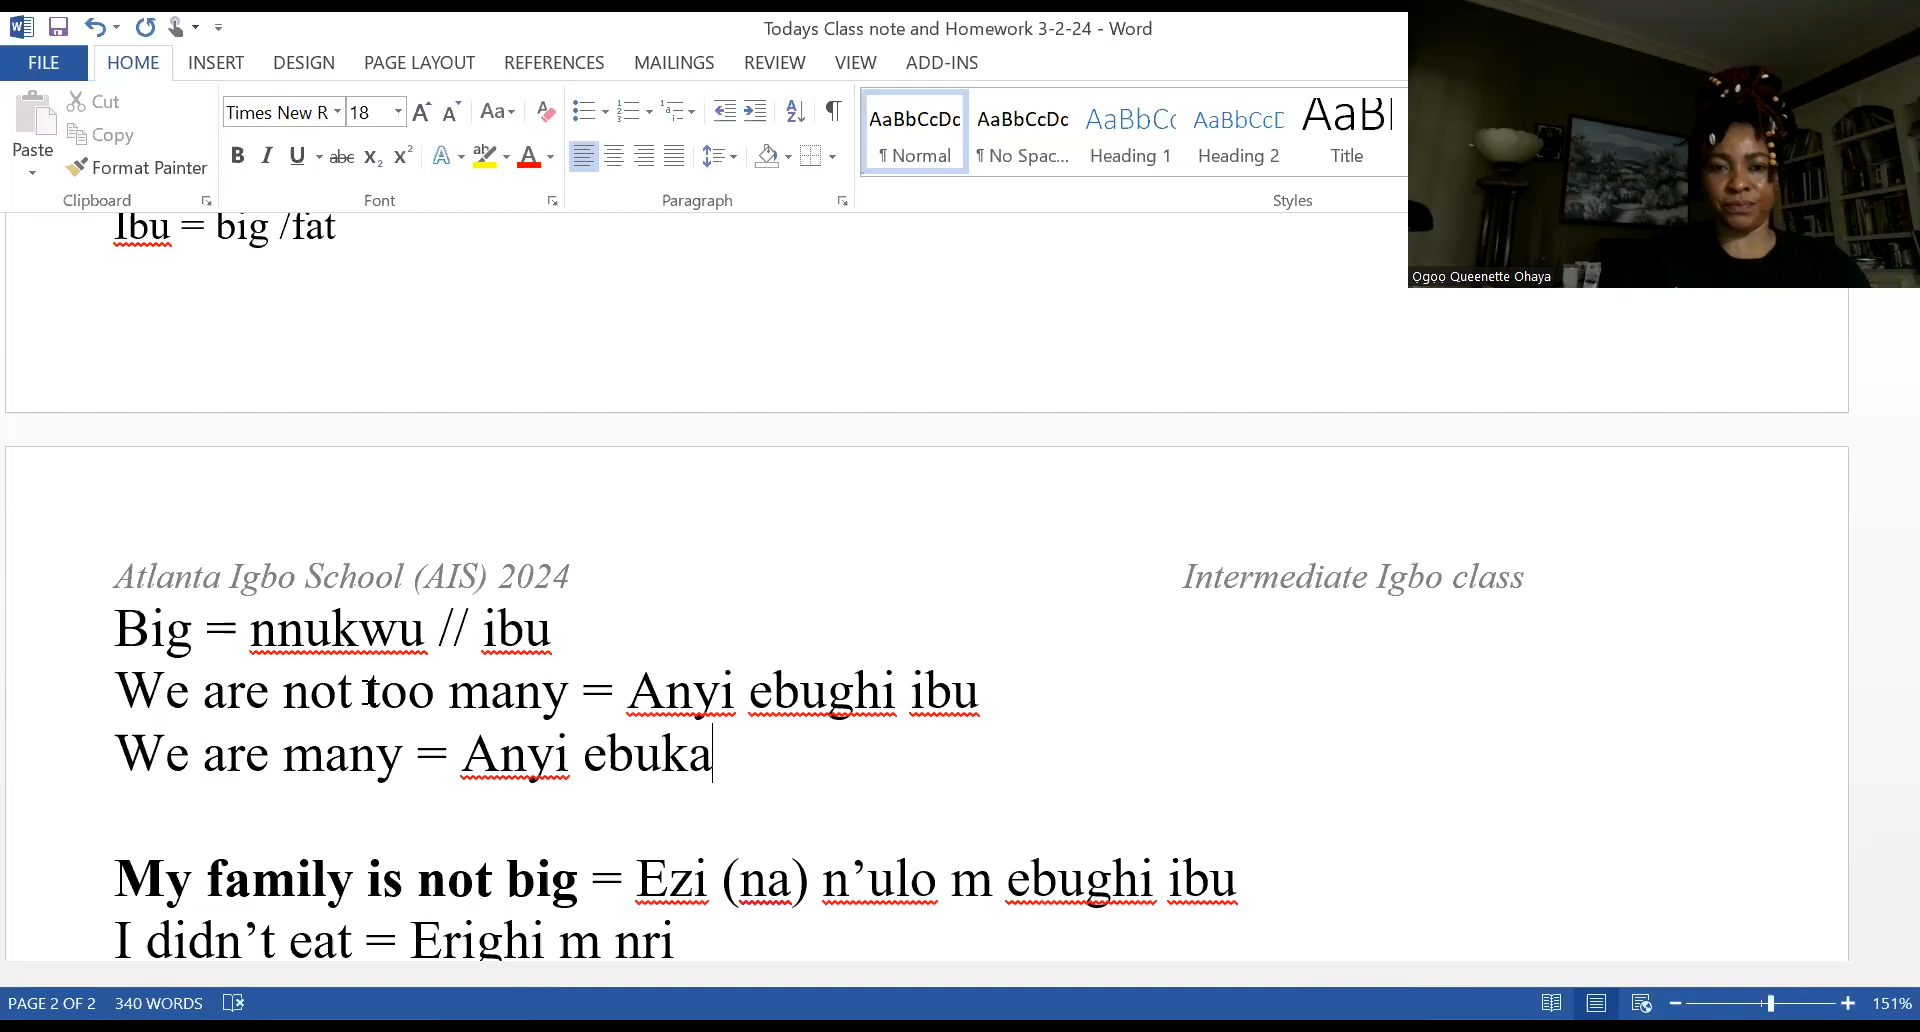 Todays Class note and Homework 3-2-24 - Word
FILE HOME INSERT DESIGN PAGE LAYOUT REFERENCES MAILINGS REVIEW VIEW ADD-INS
Paste
Cut
Copy
Format Painter
Clipboard
Times New R 18
Font
Paragraph
AaBbCcDc AaBbCcDc AaBbCc AaBbCcD AaBl
¶ Normal ¶ No Spac... Heading 1 Heading 2 Title
Styles
Ọgọọ Queenette Ohaya
Ibu = big /fat
Atlanta Igbo School (AIS) 2024 Intermediate Igbo class
Big = nnukwu // ibu
We are not too many = Anyi ebughi ibu
We are many = Anyi ebuka
My family is not big = Ezi (na) n’ulo m ebughi ibu
I didn’t eat = Erighi m nri
PAGE 2 OF 2 340 WORDS 151%